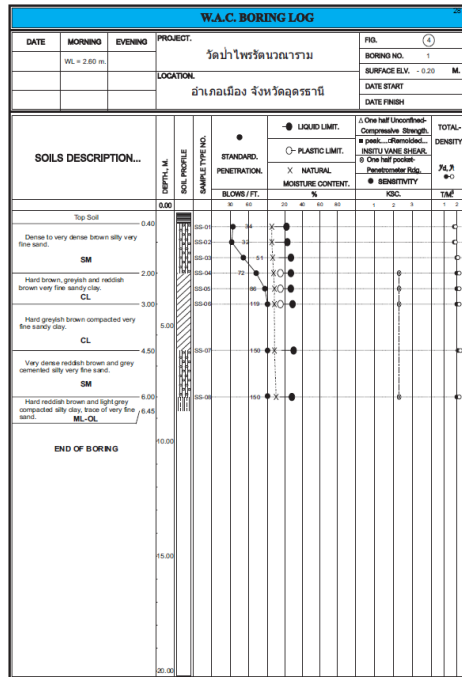 W.A.C. BORING LOG
28
DATE MORNING EVENING PROJECT. FIG. 4
WL = 2.60 m. วัดป่าไพรรัตนวณาราม BORING NO. 1
LOCATION. SURFACE ELV. - 0.20 M.
อำเภอเมือง จังหวัดอุดรธานี DATE START
DATE FINISH
SOILS DESCRIPTION...
DEPTH, M.
SOIL PROFILE
SAMPLE TYPE NO.
STANDARD.
PENETRATION.
BLOWS / FT.
LIQUID LIMIT.
PLASTIC LIMIT.
X NATURAL
MOISTURE CONTENT.
%
△ One half Unconfined-
Compressive Strength.
■ peak....□Remolded...
INSITU VANE SHEAR.
One half pocket-
Penetrometer Rdg.
● SENSITIVITY
KSC.
TOTAL-
DENSITY
T/M³
0.00 30 60 90 20 40 60 80 1 2 3 1 2
Top Soil
0.40
Dense to very dense brown silty very
fine sand.
SM
2.00
Hard brown, greyish and reddish
brown very fine sandy clay.
CL
3.00
Hard greyish brown compacted very
fine sandy clay.
CL
4.50
Very dense reddish brown and grey
cemented silty very fine sand.
SM
6.00
Hard reddish brown and light grey
compacted silty clay, trace of very fine
sand.
ML-OL
6.45
END OF BORING
5.00
10.00
15.00
20.00
SS-01 34
SS-02 32
SS-03 51
SS-04 72
SS-05 86
SS-06 119
SS-07 150
SS-08 150